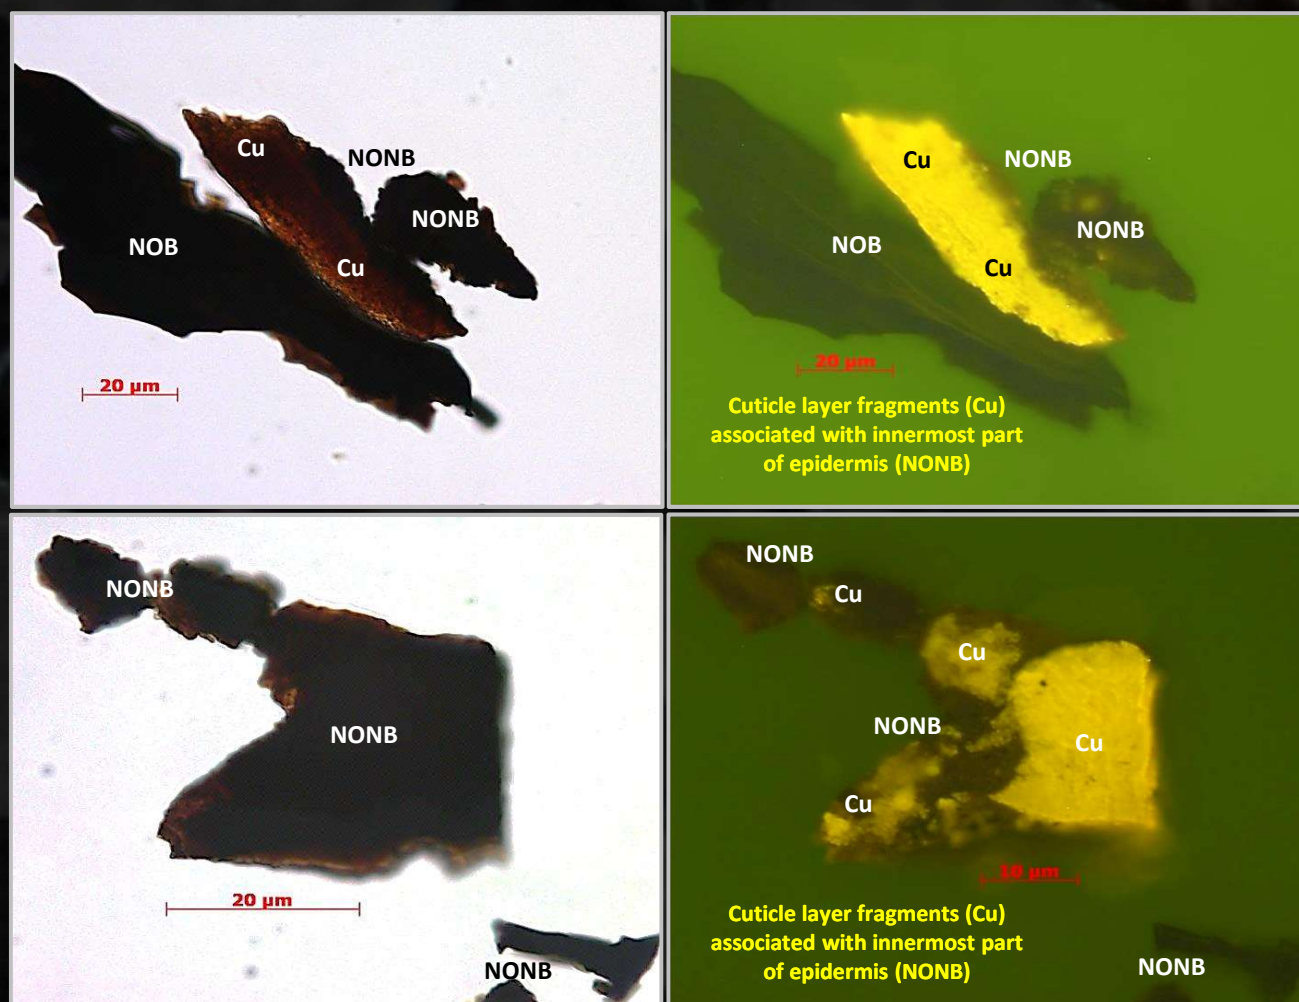 Cu
NONB
NONB
NOB
Cu
20 µm
Cu
NONB
NONB
NOB
Cu
20 µm
Cuticle layer fragments (Cu)
associated with innermost part
of epidermis (NONB)
NONB
NONB
20 µm
NONB
NONB
Cu
Cu
NONB
Cu
Cu
10 µm
Cuticle layer fragments (Cu)
associated with innermost part
of epidermis (NONB)
NONB